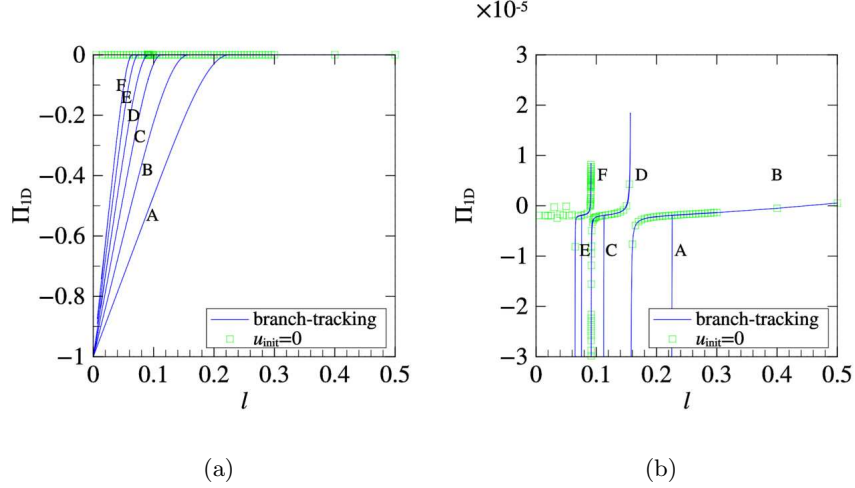 ×10-5
0
−0.2
−0.4
−0.6
−0.8
−1
Π1D
F
E
D
C
B
A
branch-tracking
uinit=0
0 0.1 0.2 0.3 0.4 0.5
l
(a)
3
2
1
0
−1
−2
−3
Π1D
F D B
E C A
branch-tracking
uinit=0
0 0.1 0.2 0.3 0.4 0.5
l
(b)